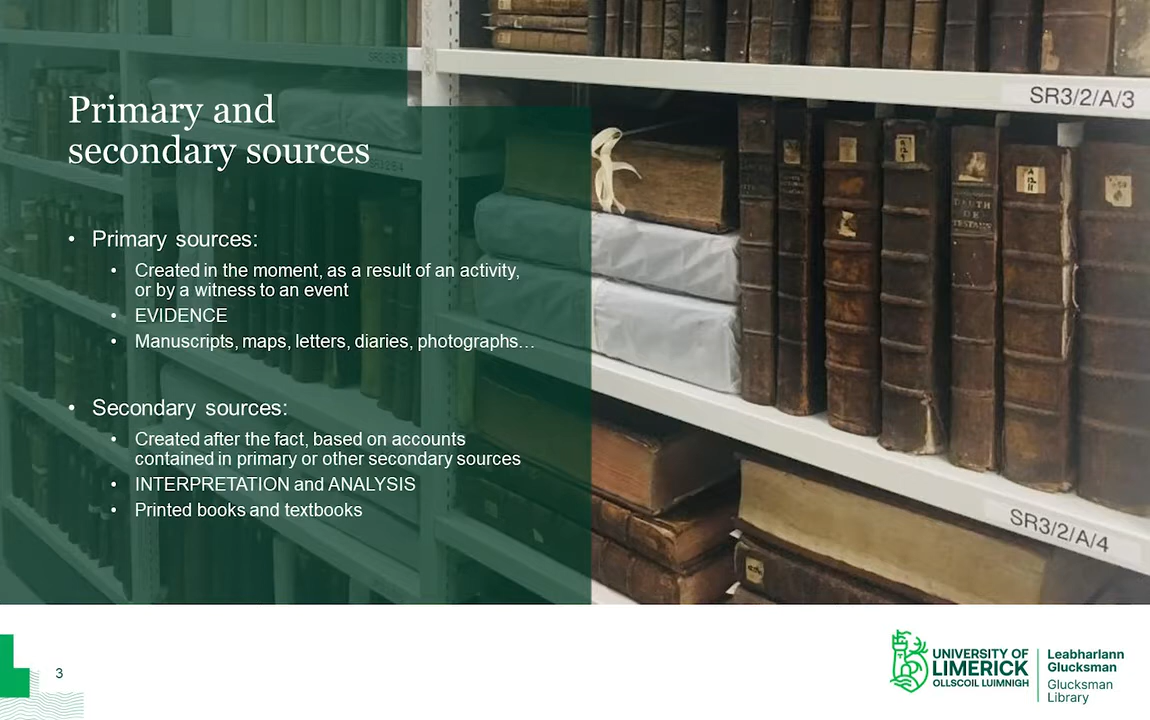 Primary and
secondary sources
• Primary sources:
• Created in the moment, as a result of an activity,
or by a witness to an event
• EVIDENCE
• Manuscripts, maps, letters, diaries, photographs…
• Secondary sources:
• Created after the fact, based on accounts
contained in primary or other secondary sources
• INTERPRETATION and ANALYSIS
• Printed books and textbooks
SR3/2/A/3
SR3/2/A/4
3
UNIVERSITY OF
LIMERICK
OLLSCOIL LUIMNIGH
Leabharlann
Glucksman
Glucksman
Library